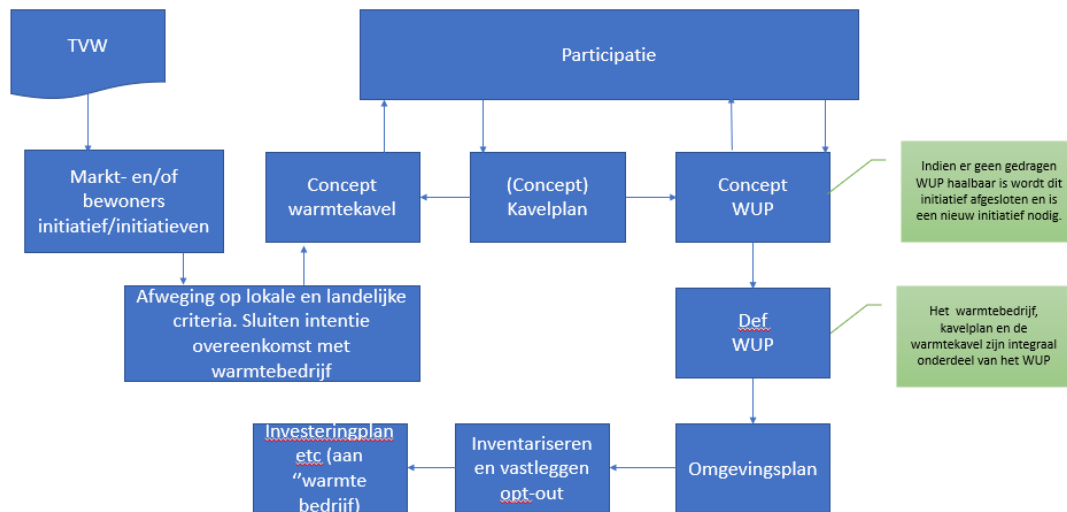 TVW
Participatie
Markt- en/of
bewoners
initiatief/initiatieven
Concept
warmtekavel
(Concept)
Kavelplan
Concept
WUP
Indien er geen gedragen
WUP haalbaar is wordt dit
initiatief afgesloten en is
een nieuw initiatief nodig.
Afweging op lokale en landelijke
criteria. Sluiten intentie
overeenkomst met
warmtebedrijf
Def
WUP
Het warmtebedrijf,
kavelplan en de
warmtekavel zijn integraal
onderdeel van het WUP
Investeringplan
etc (aan
‘’warmte
bedrijf)
Inventariseren
en vastleggen
opt-out
Omgevingsplan